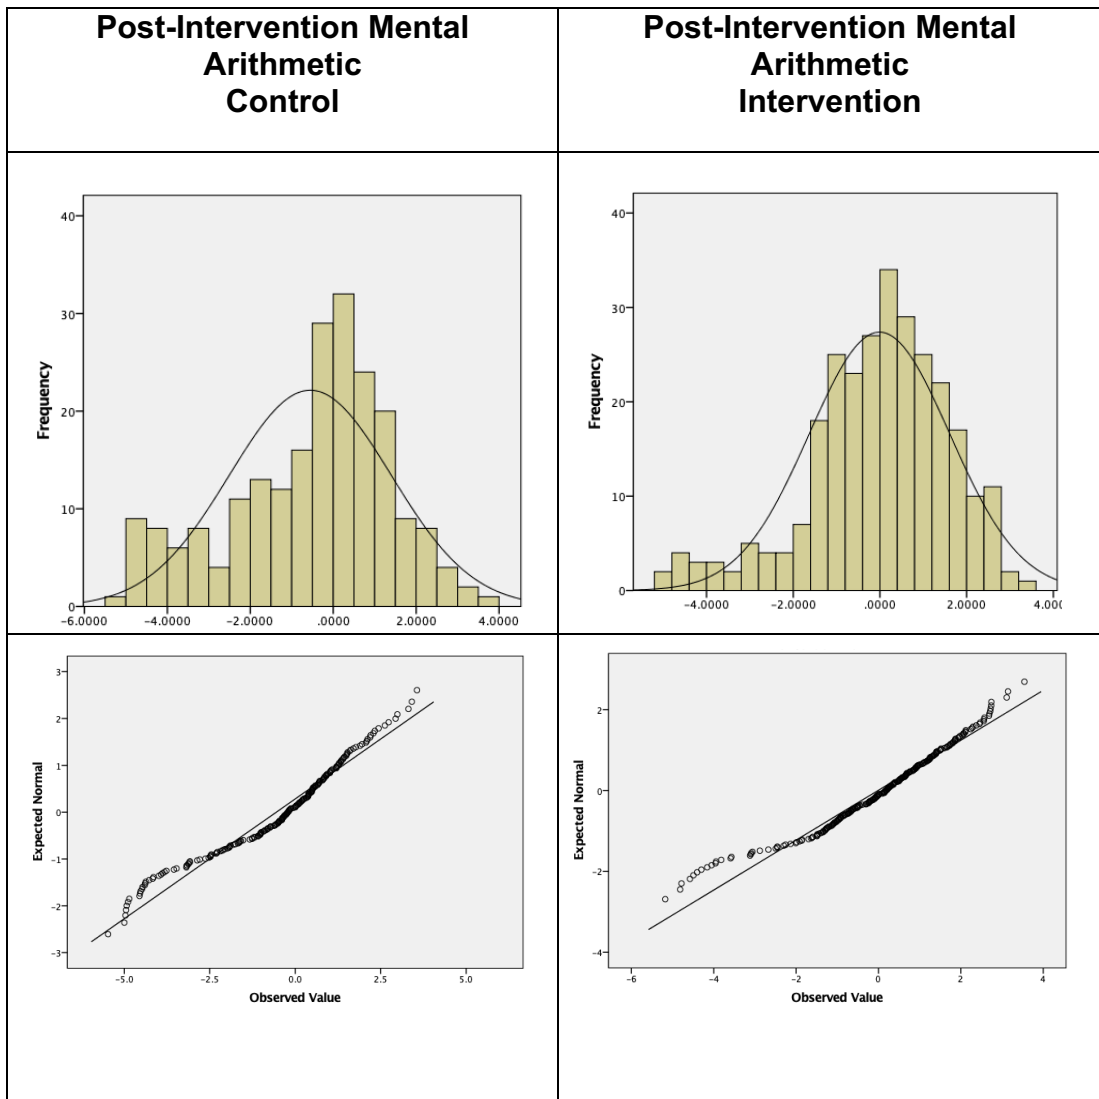 Post-Intervention Mental
Arithmetic
Control
Post-Intervention Mental
Arithmetic
Intervention
Frequency
40
30
20
10
0
-6.0000 -4.0000 -2.0000 .0000 2.0000 4.0000
Frequency
40
30
20
10
0
-4.0000 -2.0000 .0000 2.0000 4.000
Expected Normal
3
2
1
0
-1
-2
-3
-5.0 -2.5 0.0 2.5 5.0
Observed Value
Expected Normal
2
0
-2
-4
-6 -4 -2 0 2 4
Observed Value